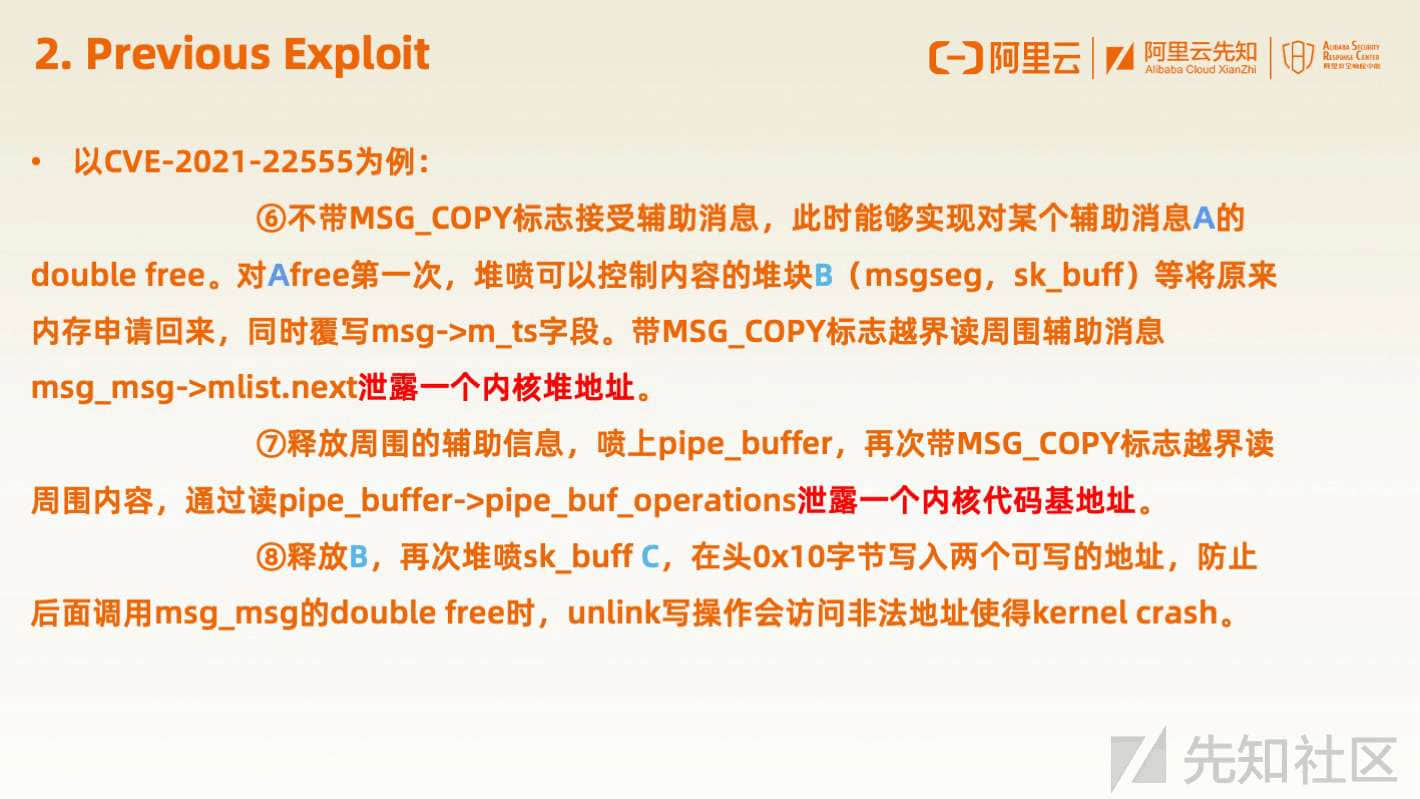 2. Previous Exploit
阿里云
阿里云先知
Alibaba Cloud XianZhi
ALIBABA SECURITY
RESPONSE CENTER
阿里安全响应中心
• 以CVE-2021-22555为例：
⑥不带MSG_COPY标志接受辅助消息，此时能够实现对某个辅助消息A的
double free。对Afree第一次，堆喷可以控制内容的堆块B（msgseg，sk_buff）等将原来
内存申请回来，同时覆写msg->m_ts字段。带MSG_COPY标志越界读周围辅助消息
msg_msg->mlist.next泄露一个内核堆地址。
⑦释放周围的辅助信息，喷上pipe_buffer，再次带MSG_COPY标志越界读
周围内容，通过读pipe_buffer->pipe_buf_operations泄露一个内核代码基地址。
⑧释放B，再次堆喷sk_buff C，在头0x10字节写入两个可写的地址，防止
后面调用msg_msg的double free时，unlink写操作会访问非法地址使得kernel crash。
先知社区